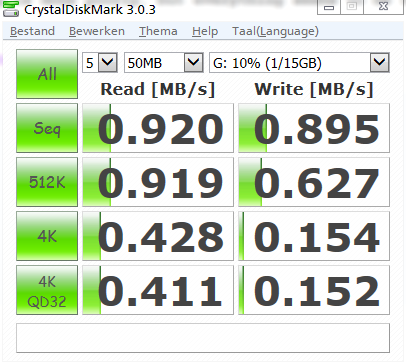 CrystalDiskMark 3.0.3
Bestand Bewerken Thema Help Taal(Language)
All 5 50MB G: 10% (1/15GB)
Read [MB/s] Write [MB/s]
Seq 0.920 0.895
512K 0.919 0.627
4K 0.428 0.154
4K QD32 0.411 0.152